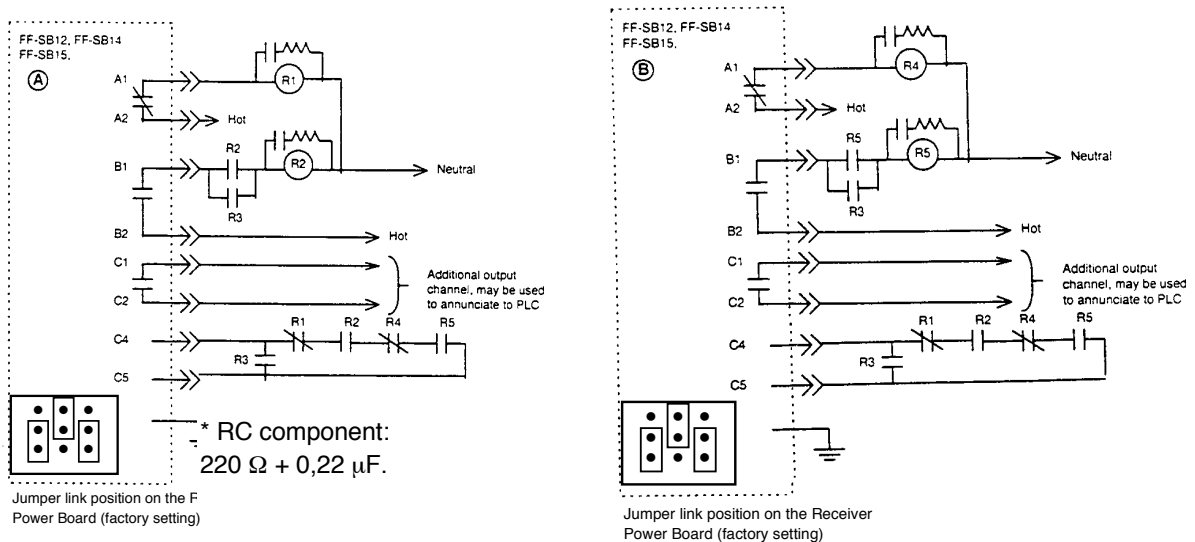 FF-SB12, FF-SB14
FF-SB15.
A
A1
R1
A2
Hot
R2
B1
R2
Neutral
R3
B2
Hot
C1
Additional output
channel, may be used
to annunciate to PLC
C2
R1 R2 R4 R5
C4
R3
C5
* RC component:
220 Ω + 0,22 µF.
Jumper link position on the F
Power Board (factory setting)
FF-SB12, FF-SB14
FF-SB15.
B
A1
R4
A2
Hot
R5
B1
R5
Neutral
R3
B2
Hot
C1
Additional output
channel, may be used
to annunciate to PLC
C2
R1 R2 R4 R5
C4
R3
C5
Jumper link position on the Receiver
Power Board (factory setting)